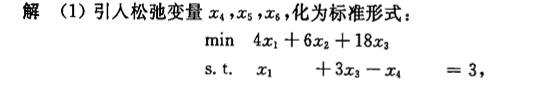 解 (1) 引入松弛变量 x₄,x₅,x₆,化为标准形式:
min 4x₁ + 6x₂ + 18x₃
s. t. x₁ + 3x₃ − x₄ = 3,